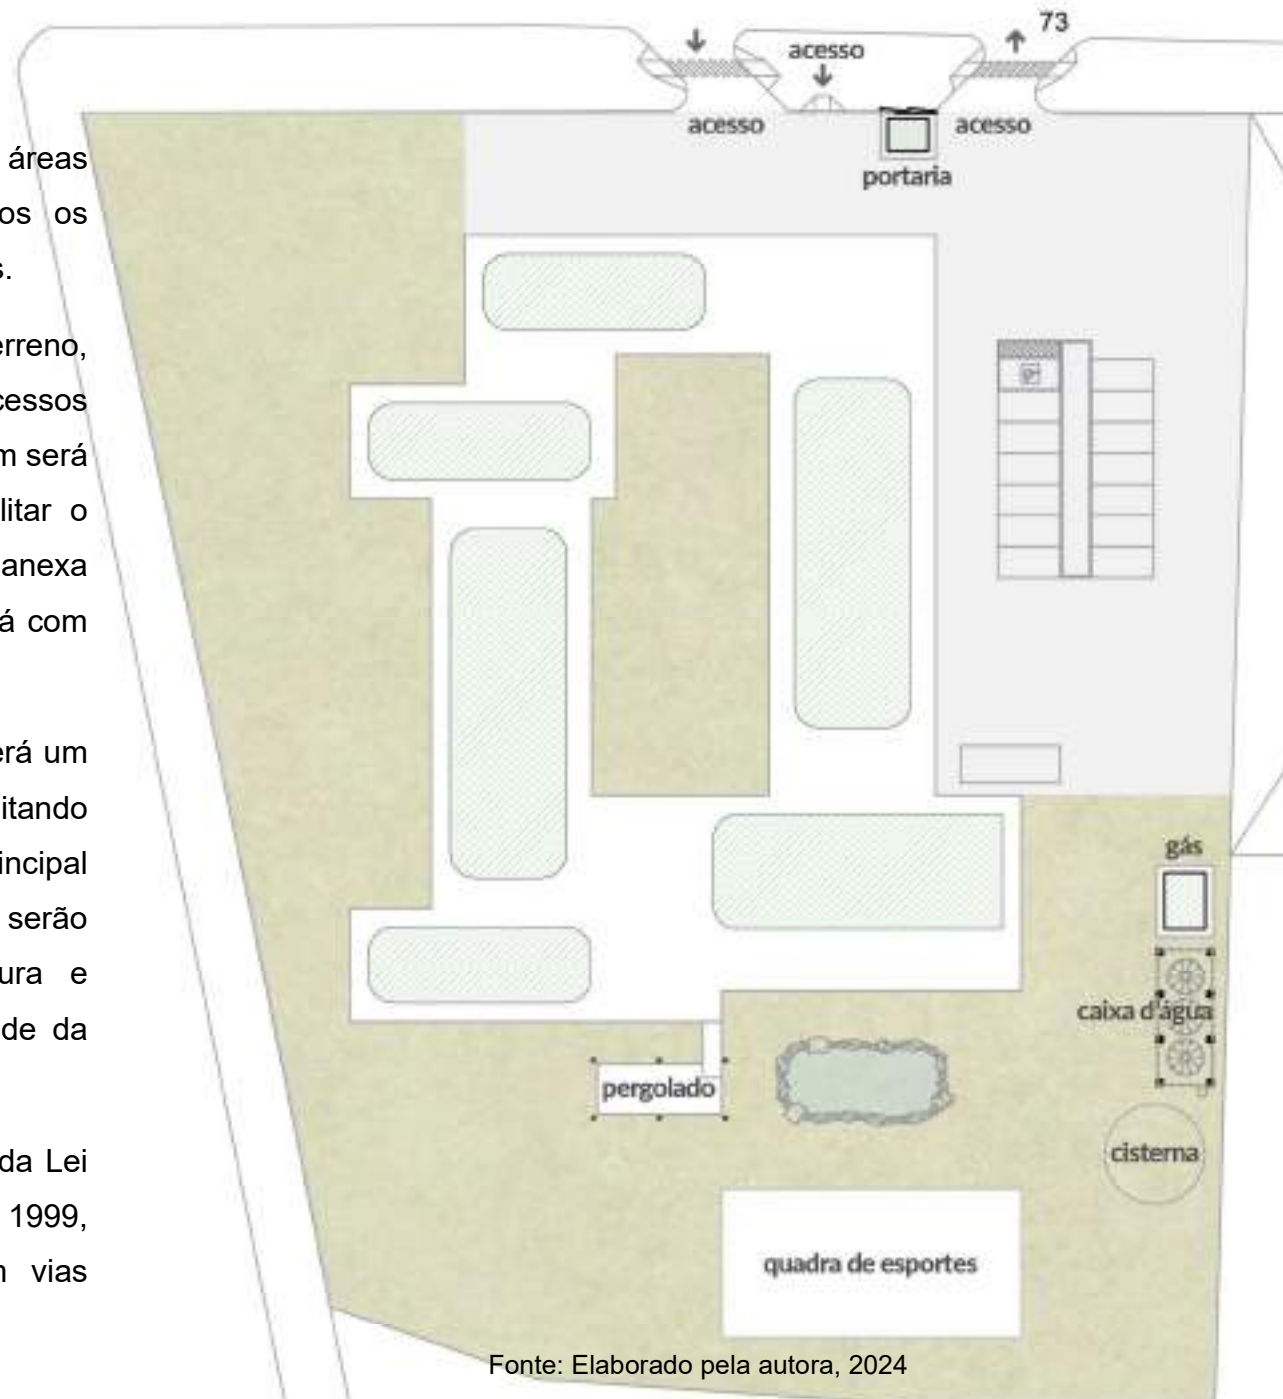 73
acesso
acesso
acesso
portaria
áreas
os os
s.
erreno,
cessos
m será
litar o
anexa
á com
erá um
itando
incipal
serão
ura e
de da
da Lei
1999,
n vias
gás
caixa d'água
pergolado
cisterna
quadra de esportes
Fonte: Elaborado pela autora, 2024